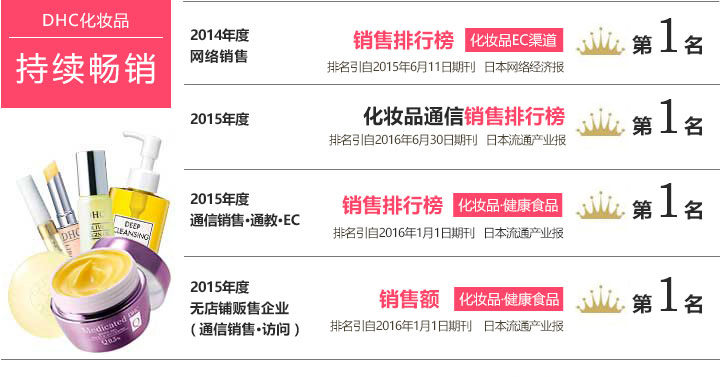 DHC化妆品
持续畅销
2014年度
网络销售
销售排行榜 化妆品EC渠道
排名引自2015年6月11日期刊 日本网络经济报
第1名
2015年度
化妆品通信销售排行榜
排名引自2016年6月30日期刊 日本流通产业报
第1名
2015年度
通信销售·通教·EC
销售排行榜 化妆品·健康食品
排名引自2016年1月1日期刊 日本流通产业报
第1名
2015年度
无店铺贩售企业
（通信销售·访问）
销售额 化妆品·健康食品
排名引自2016年1月1日期刊 日本流通产业报
第1名
DHC
DHC
DEEP
CLEANSING
Medicated
Q